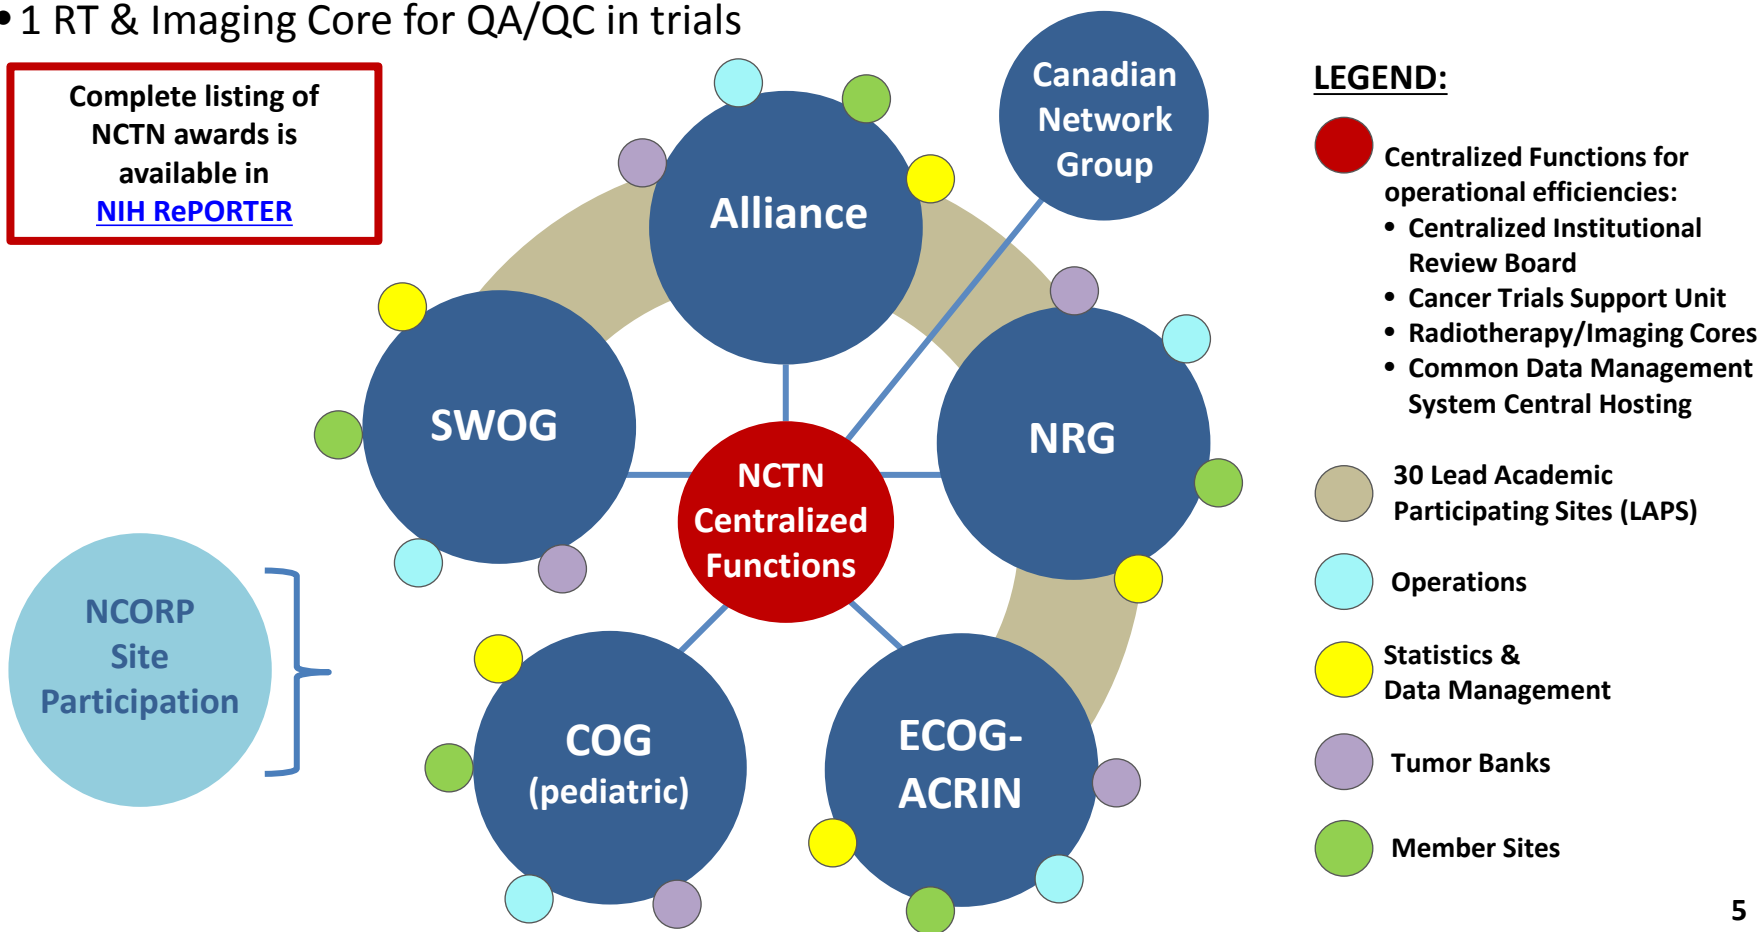 • 1 RT & Imaging Core for QA/QC in trials
Complete listing of
NCTN awards is
available in
NIH RePORTER
Canadian
Network
Group
Alliance
SWOG
NRG
NCTN
Centralized
Functions
NCORP
Site
Participation
COG
(pediatric)
ECOG-
ACRIN
LEGEND:
Centralized Functions for
operational efficiencies:
• Centralized Institutional
Review Board
• Cancer Trials Support Unit
• Radiotherapy/Imaging Cores
• Common Data Management
System Central Hosting
30 Lead Academic
Participating Sites (LAPS)
Operations
Statistics &
Data Management
Tumor Banks
Member Sites
5